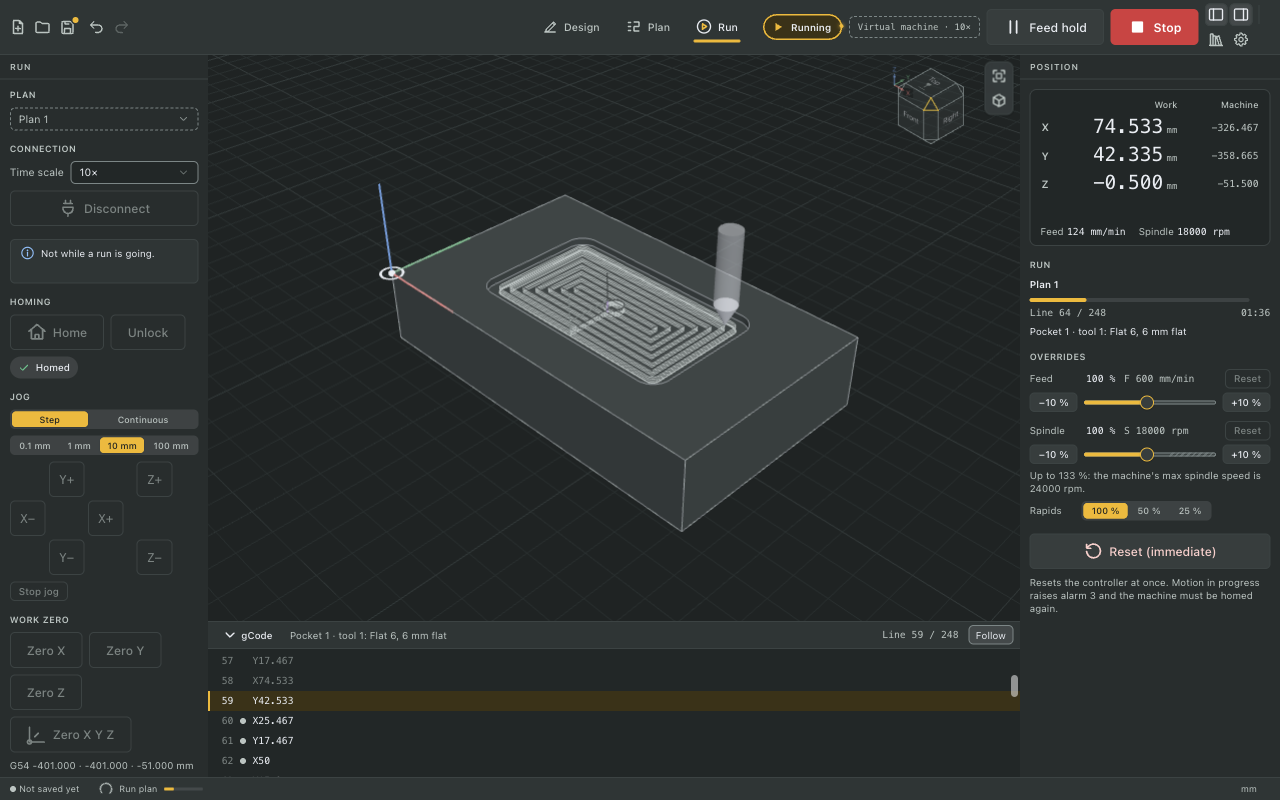 Design
Plan
Run
Running
Virtual machine · 10×
Feed hold
Stop
RUN
PLAN
Plan 1
CONNECTION
Time scale
10×
Disconnect
Not while a run is going.
HOMING
Home
Unlock
Homed
JOG
Step
Continuous
0.1 mm
1 mm
10 mm
100 mm
Y+
Z+
X−
X+
Y−
Z−
Stop jog
WORK ZERO
Zero X
Zero Y
Zero Z
Zero X Y Z
G54 -401.000 · -401.000 · -51.000 mm
Top
Front
Right
gCode
Pocket 1 · tool 1: Flat 6, 6 mm flat
Line 59 / 248
Follow
57 Y17.467
58 X74.533
59 Y42.533
60 X25.467
61 Y17.467
62 X50
POSITION
Work Machine
X 74.533 mm −326.467
Y 42.335 mm −358.665
Z −0.500 mm −51.500
Feed 124 mm/min Spindle 18000 rpm
RUN
Plan 1
Line 64 / 248 01:36
Pocket 1 · tool 1: Flat 6, 6 mm flat
OVERRIDES
Feed 100 % F 600 mm/min Reset
−10 % +10 %
Spindle 100 % S 18000 rpm Reset
−10 % +10 %
Up to 133 %: the machine's max spindle speed is
24000 rpm.
Rapids 100 % 50 % 25 %
Reset (immediate)
Resets the controller at once. Motion in progress
raises alarm 3 and the machine must be homed
again.
Not saved yet
Run plan
mm